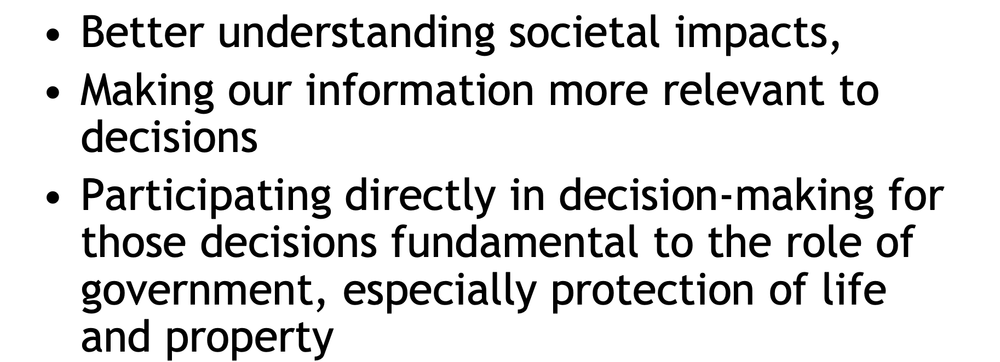 • Better understanding societal impacts,
• Making our information more relevant to
decisions
• Participating directly in decision-making for
those decisions fundamental to the role of
government, especially protection of life
and property